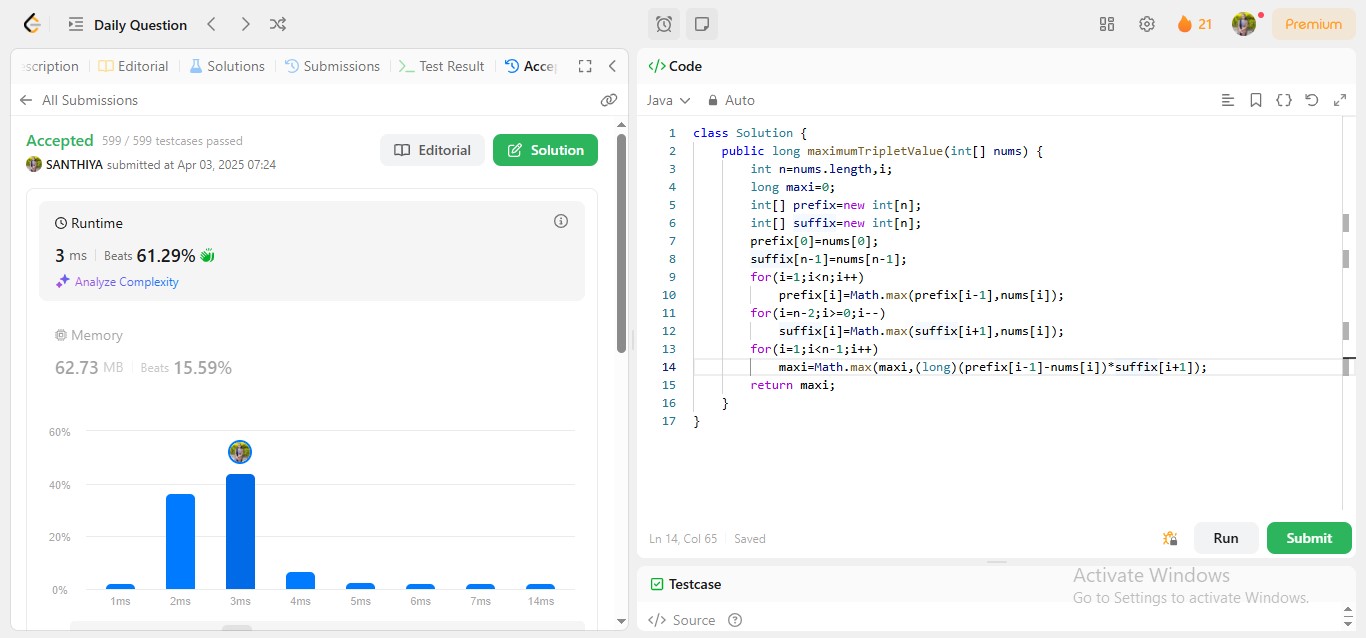 Daily Question
21
Premium
scription
Editorial
Solutions
Submissions
Test Result
Acce
All Submissions
Accepted 599 / 599 testcases passed
SANTHIYA submitted at Apr 03, 2025 07:24
Editorial
Solution
Runtime
3 ms Beats 61.29%
Analyze Complexity
Memory
62.73 MB Beats 15.59%
60%
40%
20%
0%
1ms 2ms 3ms 4ms 5ms 6ms 7ms 14ms
</> Code
Java Auto
1 class Solution {
2 public long maximumTripletValue(int[] nums) {
3 int n=nums.length,i;
4 long maxi=0;
5 int[] prefix=new int[n];
6 int[] suffix=new int[n];
7 prefix[0]=nums[0];
8 suffix[n-1]=nums[n-1];
9 for(i=1;i<n;i++)
10 prefix[i]=Math.max(prefix[i-1],nums[i]);
11 for(i=n-2;i>=0;i--)
12 suffix[i]=Math.max(suffix[i+1],nums[i]);
13 for(i=1;i<n-1;i++)
14 maxi=Math.max(maxi,(long)(prefix[i-1]-nums[i])*suffix[i+1]);
15 return maxi;
16 }
17 }
Ln 14, Col 65 Saved
Run
Submit
Testcase
Activate Windows
Go to Settings to activate Windows.
</> Source